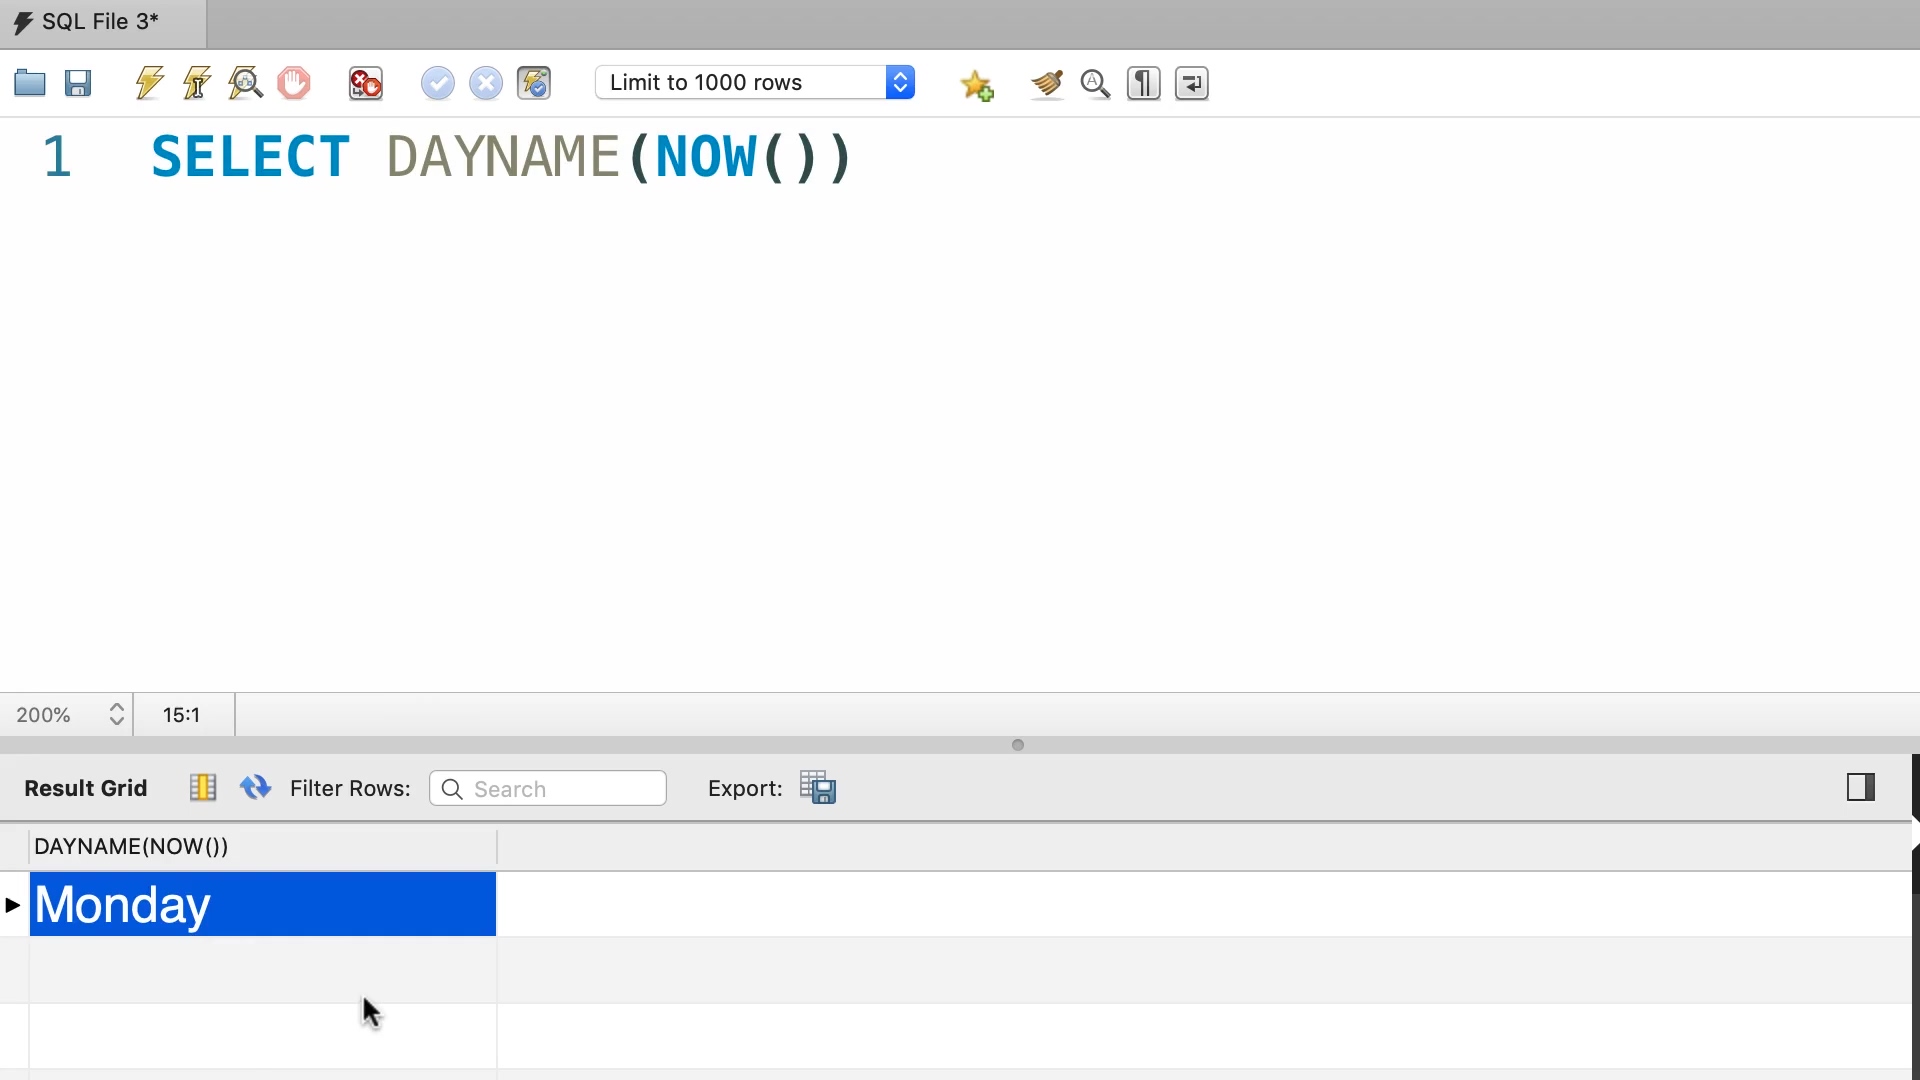 SQL File 3*
Limit to 1000 rows
1 SELECT DAYNAME(NOW())
200% 15:1
Result Grid Filter Rows: Search Export:
DAYNAME(NOW())
Monday